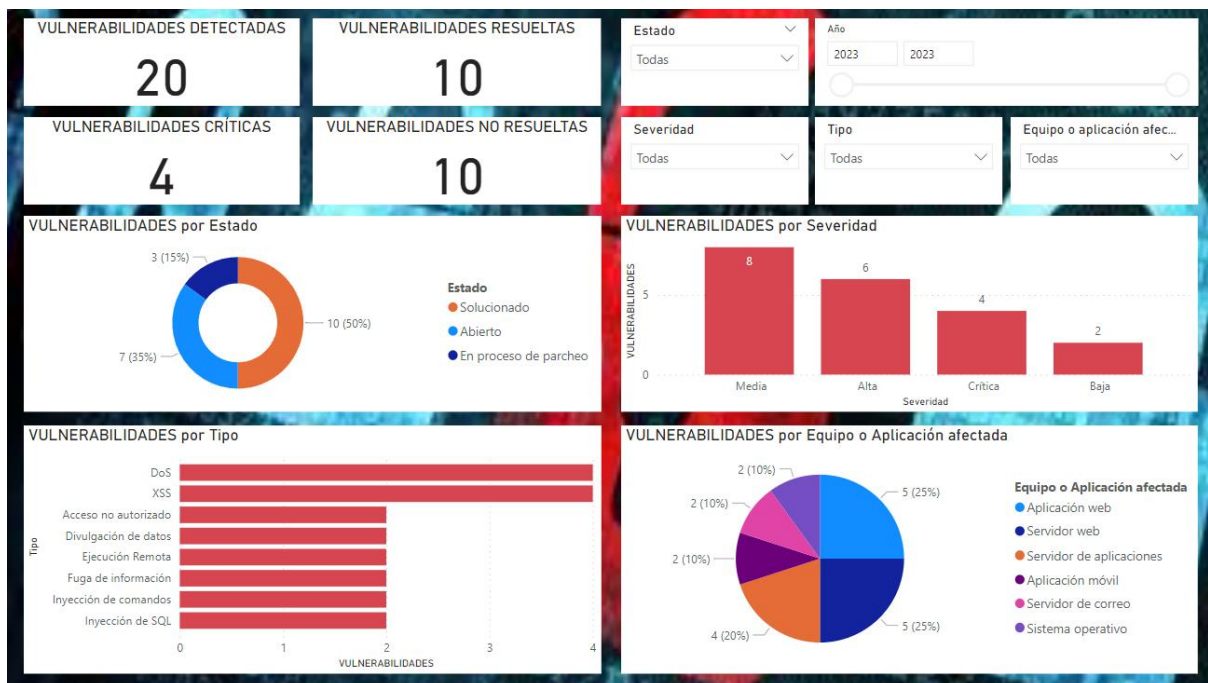 VULNERABILIDADES DETECTADAS
20
VULNERABILIDADES RESUELTAS
10
Estado
Todas
Año
2023 2023
VULNERABILIDADES CRÍTICAS
4
VULNERABILIDADES NO RESUELTAS
10
Severidad
Todas
Tipo
Todas
Equipo o aplicación afec...
Todas
VULNERABILIDADES por Estado
3 (15%)
7 (35%)
10 (50%)
Estado
Solucionado
Abierto
En proceso de parcheo
VULNERABILIDADES por Severidad
VULNERABILIDADES
5
0
8
6
4
2
Media Alta Crítica Baja
Severidad
VULNERABILIDADES por Tipo
Tipo
DoS
XSS
Acceso no autorizado
Divulgación de datos
Ejecución Remota
Fuga de información
Inyección de comandos
Inyección de SQL
0 1 2 3 4
VULNERABILIDADES
VULNERABILIDADES por Equipo o Aplicación afectada
2 (10%)
2 (10%)
2 (10%)
4 (20%)
5 (25%)
5 (25%)
Equipo o Aplicación afectada
Aplicación web
Servidor web
Servidor de aplicaciones
Aplicación móvil
Servidor de correo
Sistema operativo